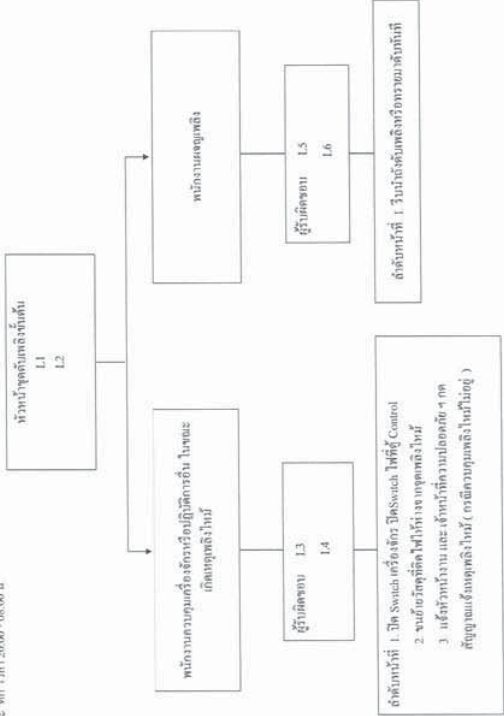 20.00 - 08.00 น
หัวหน้าชุดดับเพลิงขั้นต้น
L1
L2
พนักงานควบคุมเครื่องจักรหรือปฏิบัติการอื่น ในขณะ
เกิดเหตุเพลิงไหม้
พนักงานผจญเพลิง
ผู้รับผิดชอบ L3
L4
ผู้รับผิดชอบ L5
L6
ลำดับหน้าที่ 1. ปิด Switch เครื่องจักร ปิดSwitch ไฟที่ตู้ Control
2 ขนย้ายวัสดุที่ติดไฟให้ห่างจากจุดเพลิงไหม้
3 แจ้งหัวหน้างาน และ เจ้าหน้าที่ความปลอดภัย ฯ กด
สัญญาณแจ้งเหตุเพลิงไหม้ ( กรณีควบคุมเพลิงไหม้ไม่อยู่ )
ลำดับหน้าที่ 1 รีบนำถังดับเพลิงหรือทรายมาดับทันที